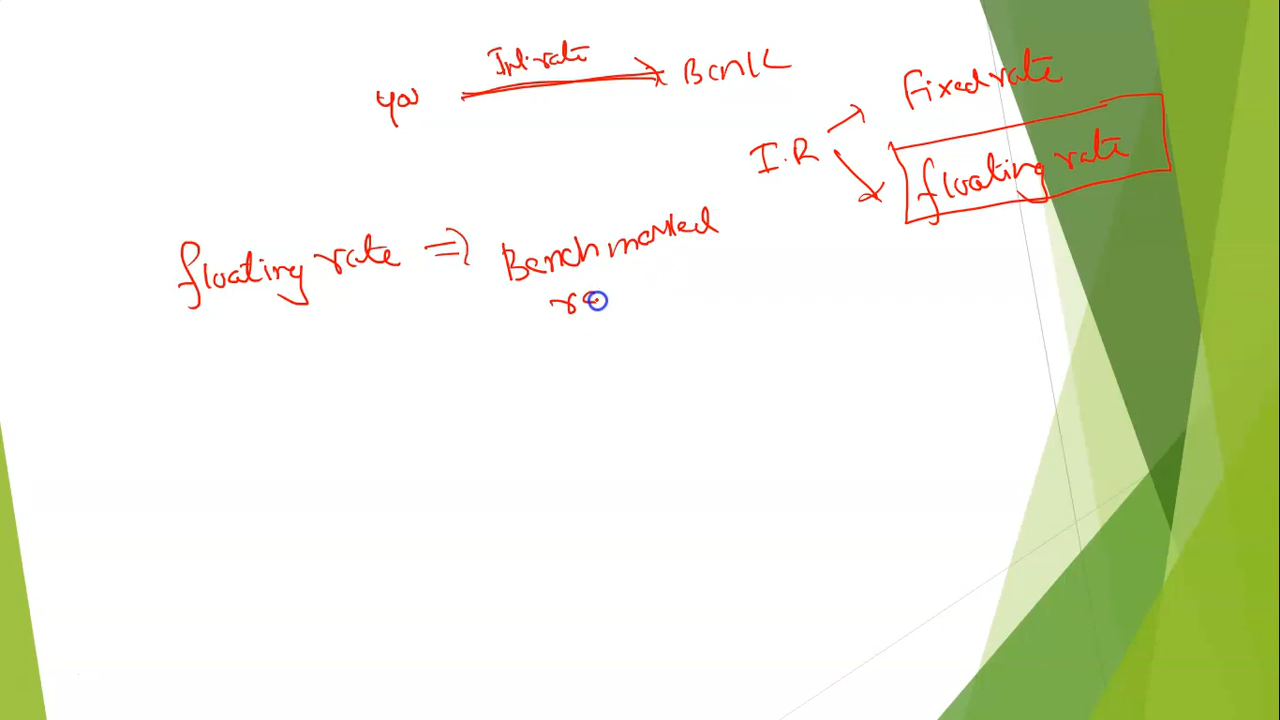 you Int. rate Bank
I.R
Fixed rate
floating rate
floating rate ⇒ Benchmarked